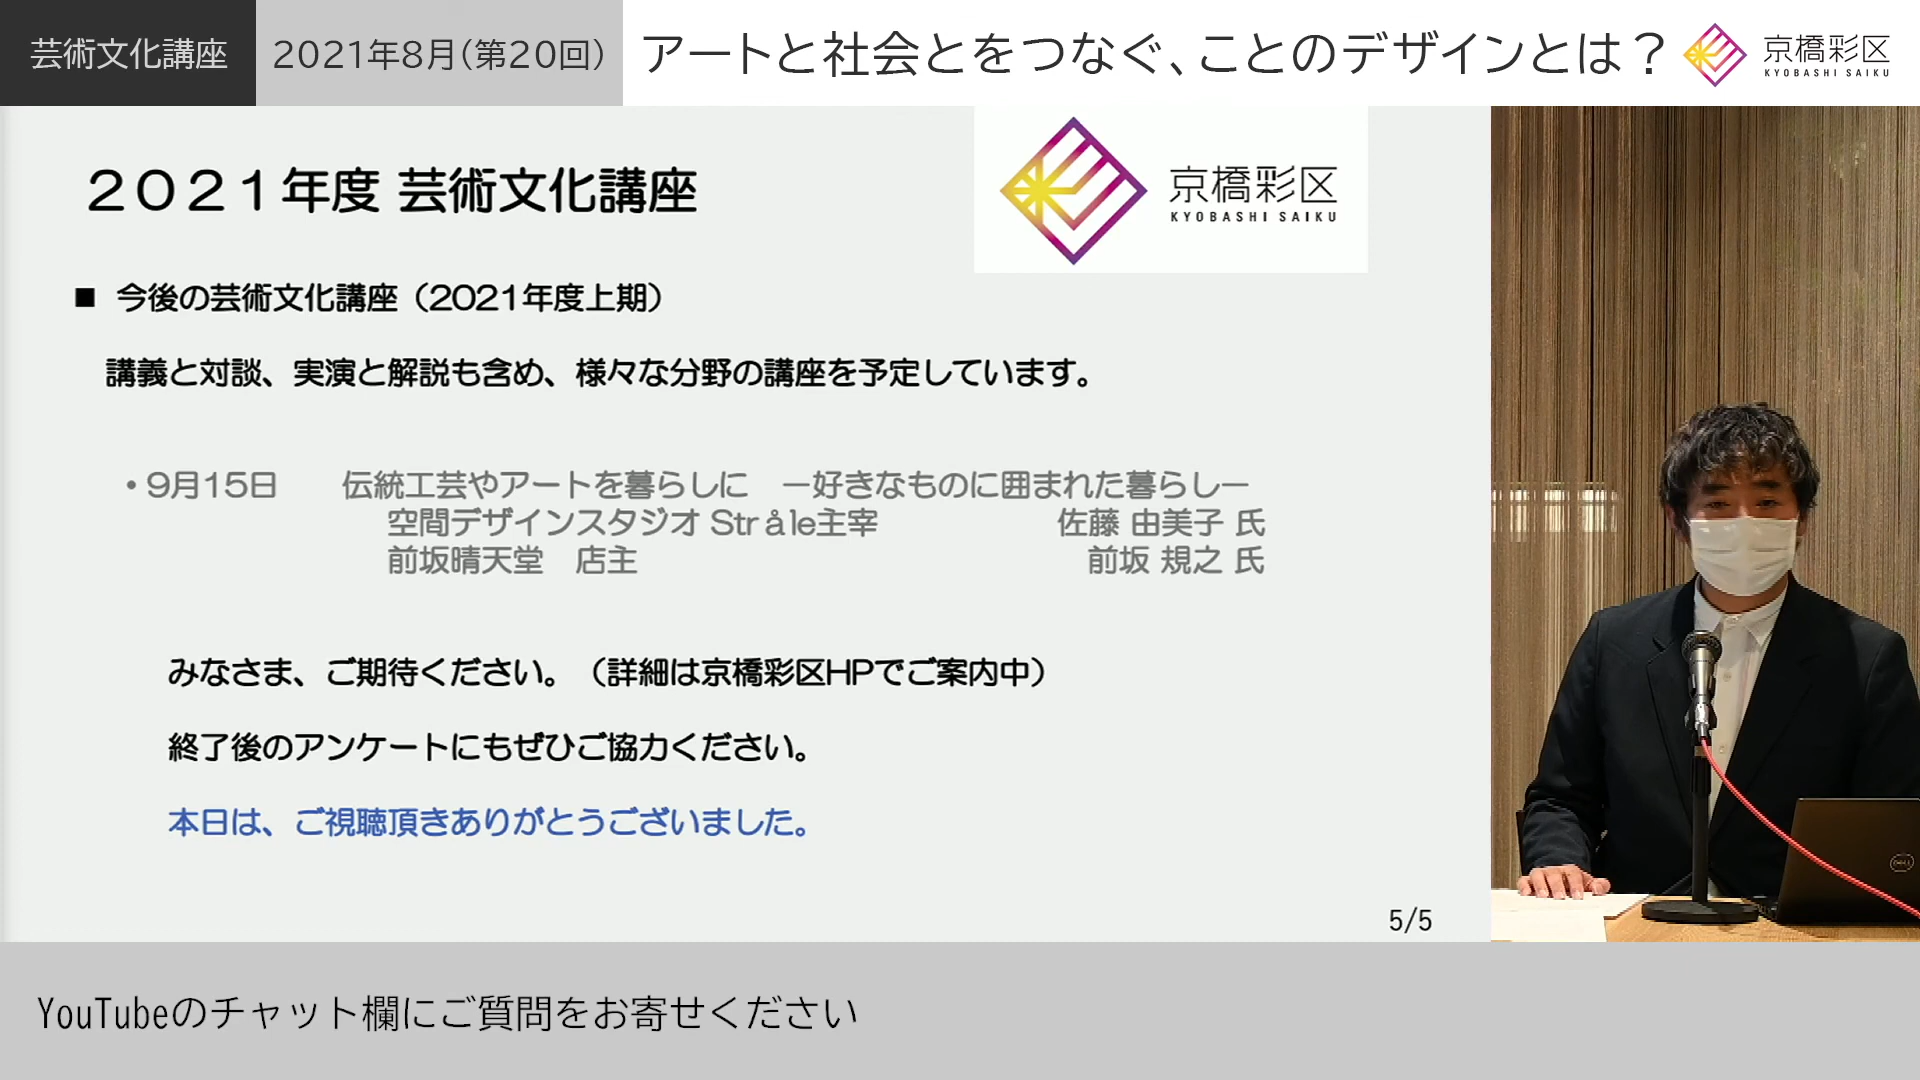 芸術文化講座
2021年8月(第20回)
アートと社会とをつなぐ、ことのデザインとは？
京橋彩区
KYOBASHI SAIKU
2021年度 芸術文化講座
京橋彩区
KYOBASHI SAIKU
■ 今後の芸術文化講座（2021年度上期）
講義と対談、実演と解説も含め、様々な分野の講座を予定しています。
・9月15日 伝統工芸やアートを暮らしに －好きなものに囲まれた暮らし－
空間デザインスタジオ Stråle主宰 佐藤 由美子 氏
前坂晴天堂 店主 前坂 規之 氏
みなさま、ご期待ください。（詳細は京橋彩区HPでご案内中）
終了後のアンケートにもぜひご協力ください。
本日は、ご視聴頂きありがとうございました。
5/5
DELL
YouTubeのチャット欄にご質問をお寄せください